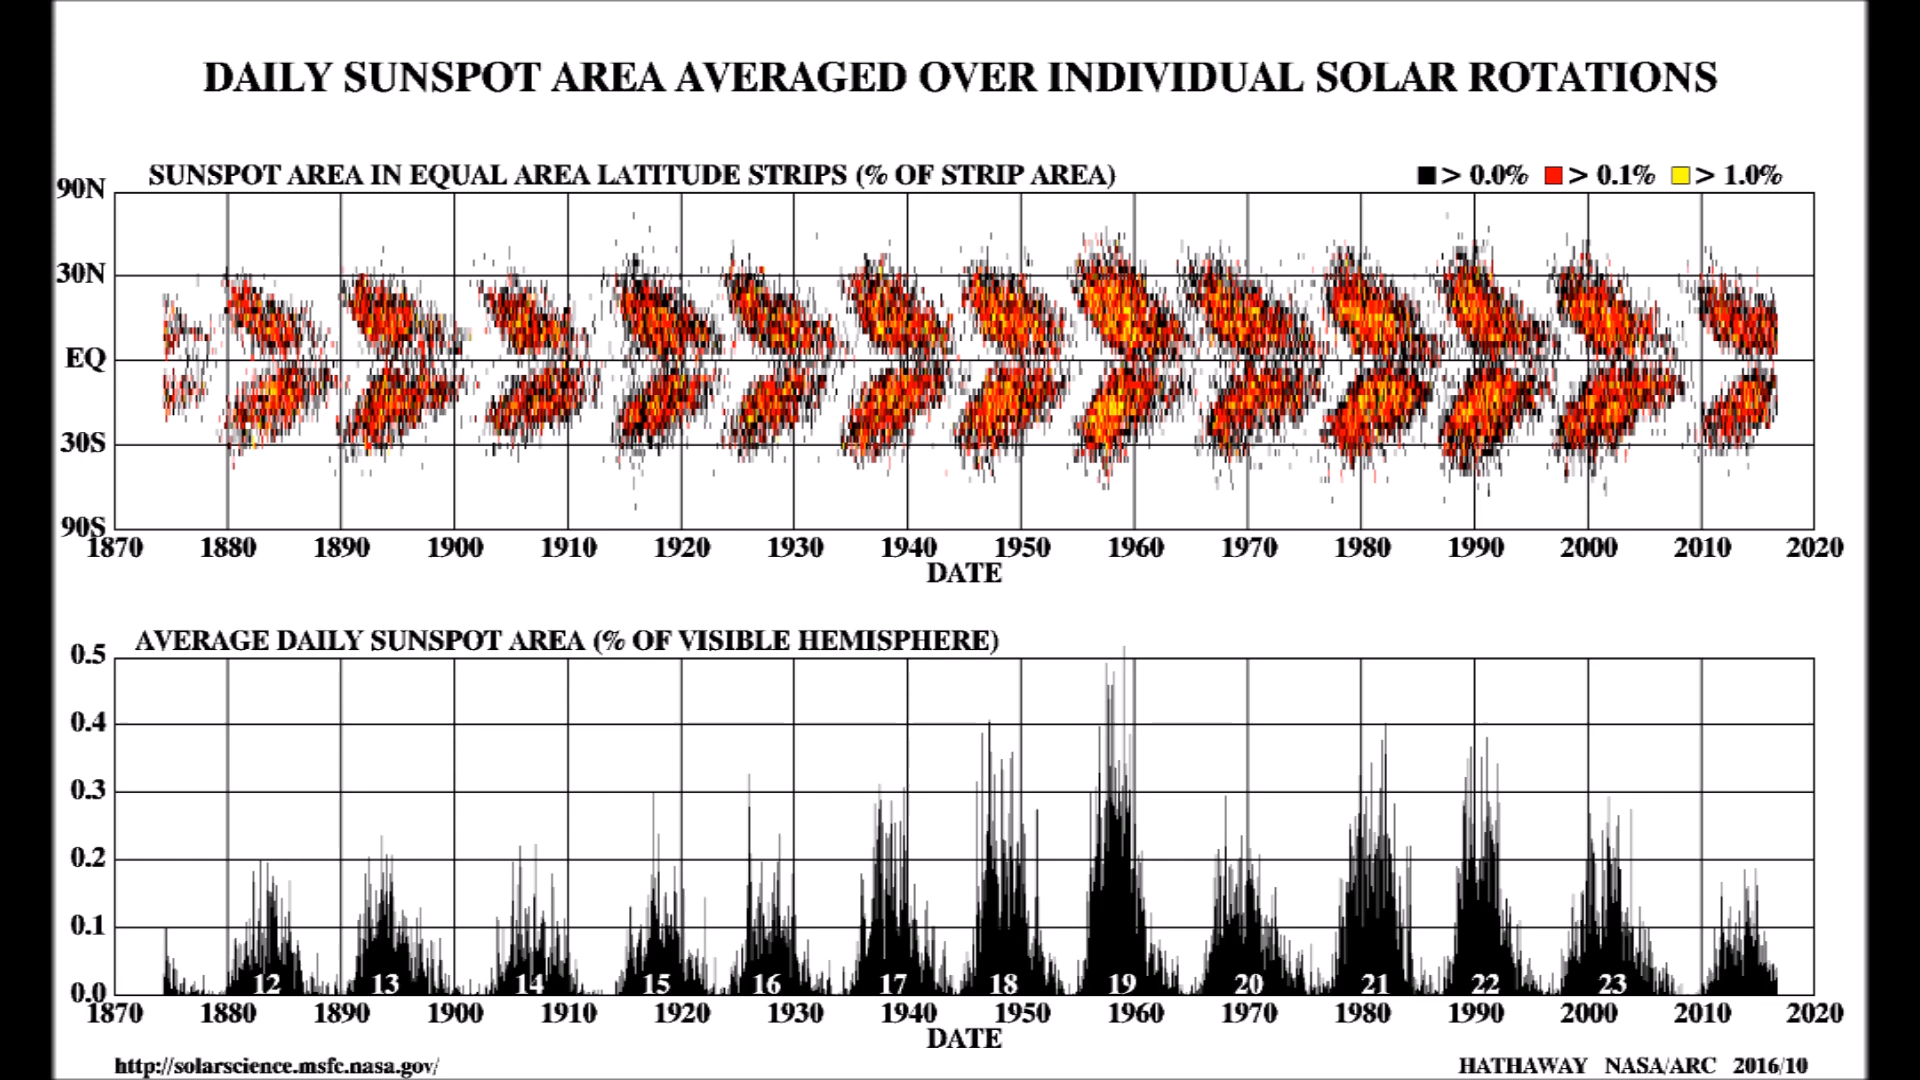 DAILY SUNSPOT AREA AVERAGED OVER INDIVIDUAL SOLAR ROTATIONS
SUNSPOT AREA IN EQUAL AREA LATITUDE STRIPS (% OF STRIP AREA) > 0.0% > 0.1% > 1.0%
90N
30N
EQ
30S
90S
1870 1880 1890 1900 1910 1920 1930 1940 1950 1960 1970 1980 1990 2000 2010 2020
DATE
AVERAGE DAILY SUNSPOT AREA (% OF VISIBLE HEMISPHERE)
0.5
0.4
0.3
0.2
0.1
0.0
12 13 14 15 16 17 18 19 20 21 22 23
1870 1880 1890 1900 1910 1920 1930 1940 1950 1960 1970 1980 1990 2000 2010 2020
DATE
http://solarscience.msfc.nasa.gov/ HATHAWAY NASA/ARC 2016/10